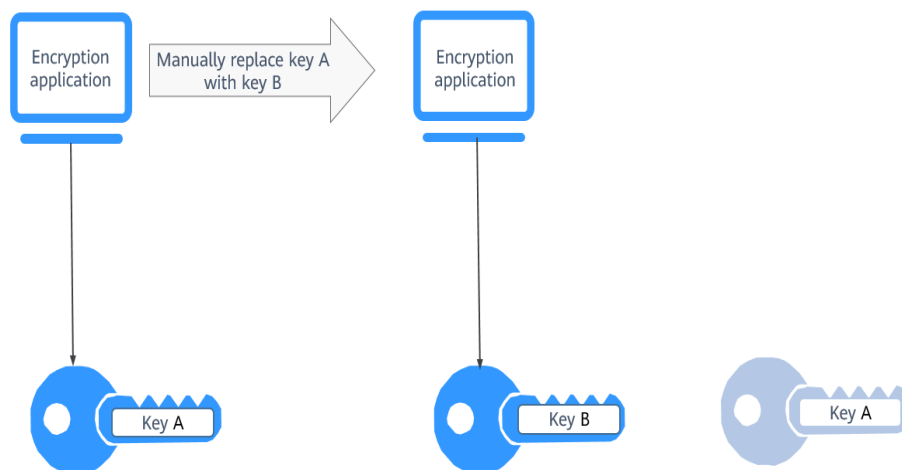 Encryption
application
Manually replace key A
with key B
Encryption
application
Key A
Key B
Key A